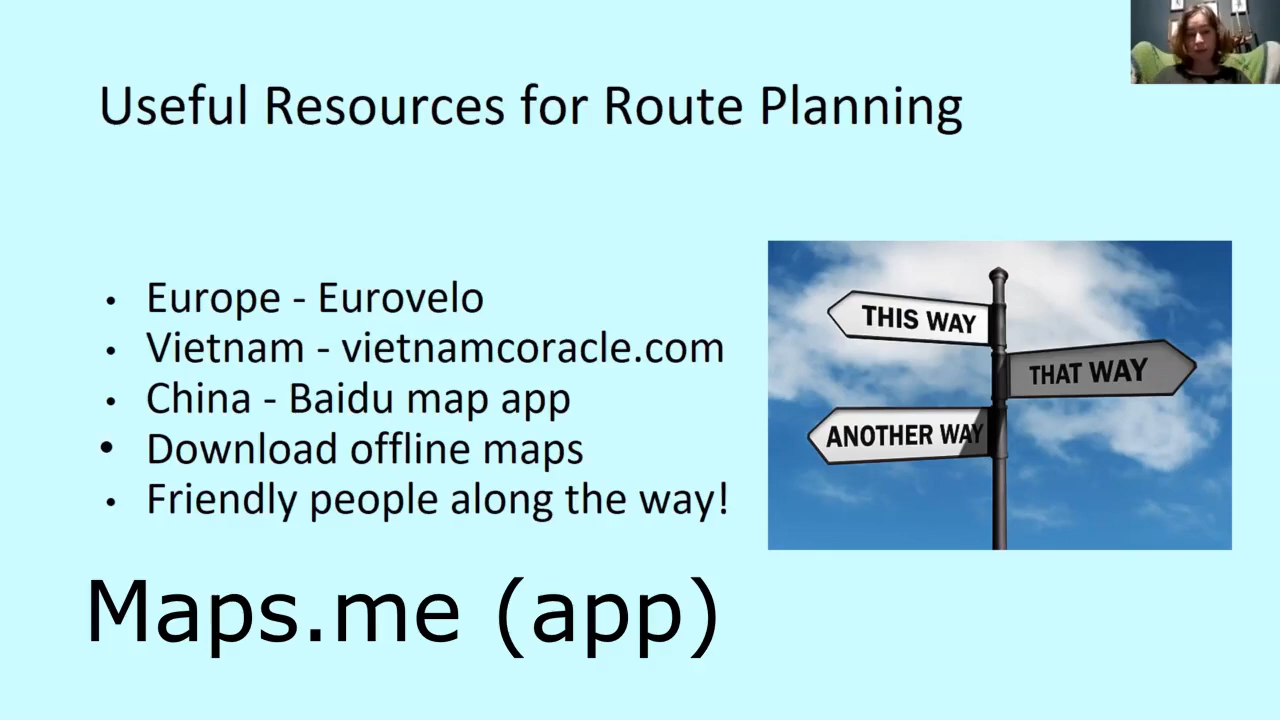 Useful Resources for Route Planning
• Europe - Eurovelo
• Vietnam - vietnamcoracle.com
• China - Baidu map app
• Download offline maps
• Friendly people along the way!
THIS WAY
THAT WAY
ANOTHER WAY
Maps.me (app)